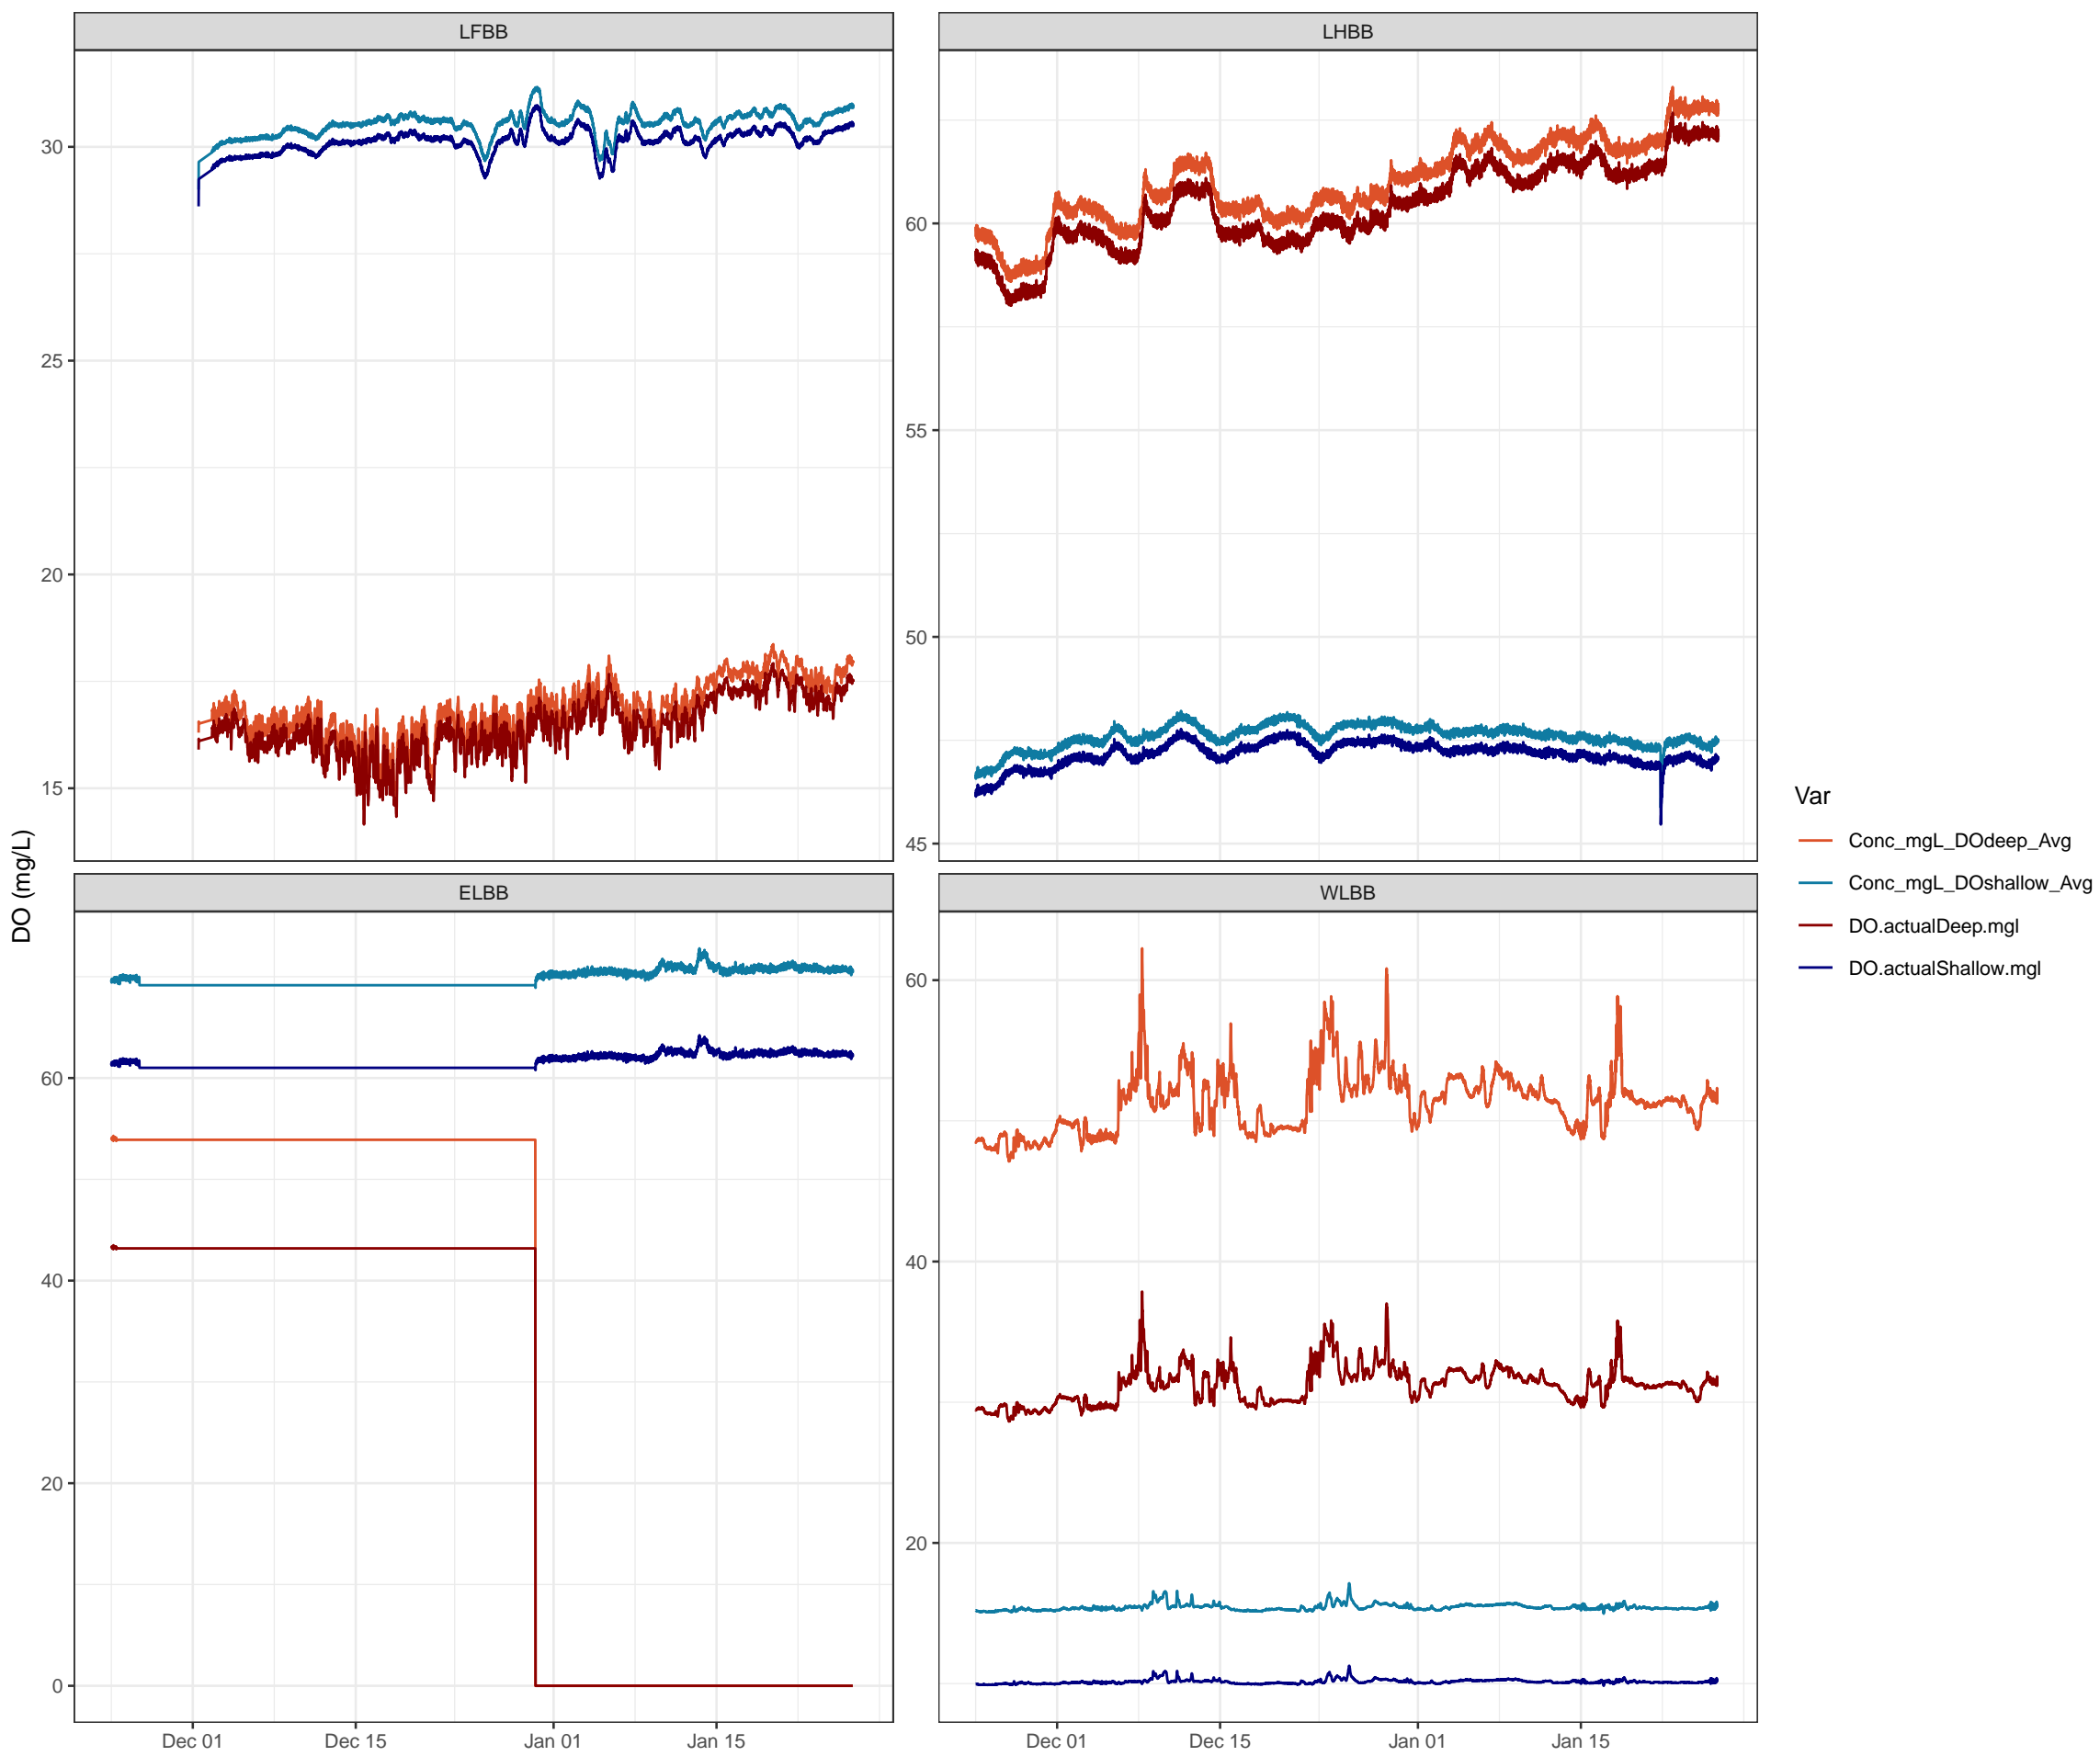 LFBB
LHBB
30
25
20
15
60
55
50
45
DO (mg/L)
ELBB
WLBB
60
40
20
0
60
40
20
Dec 01
Dec 15
Jan 01
Jan 15
Dec 01
Dec 15
Jan 01
Jan 15
Var
Conc_mgL_DOdeep_Avg
Conc_mgL_DOshallow_Avg
DO.actualDeep.mgl
DO.actualShallow.mgl